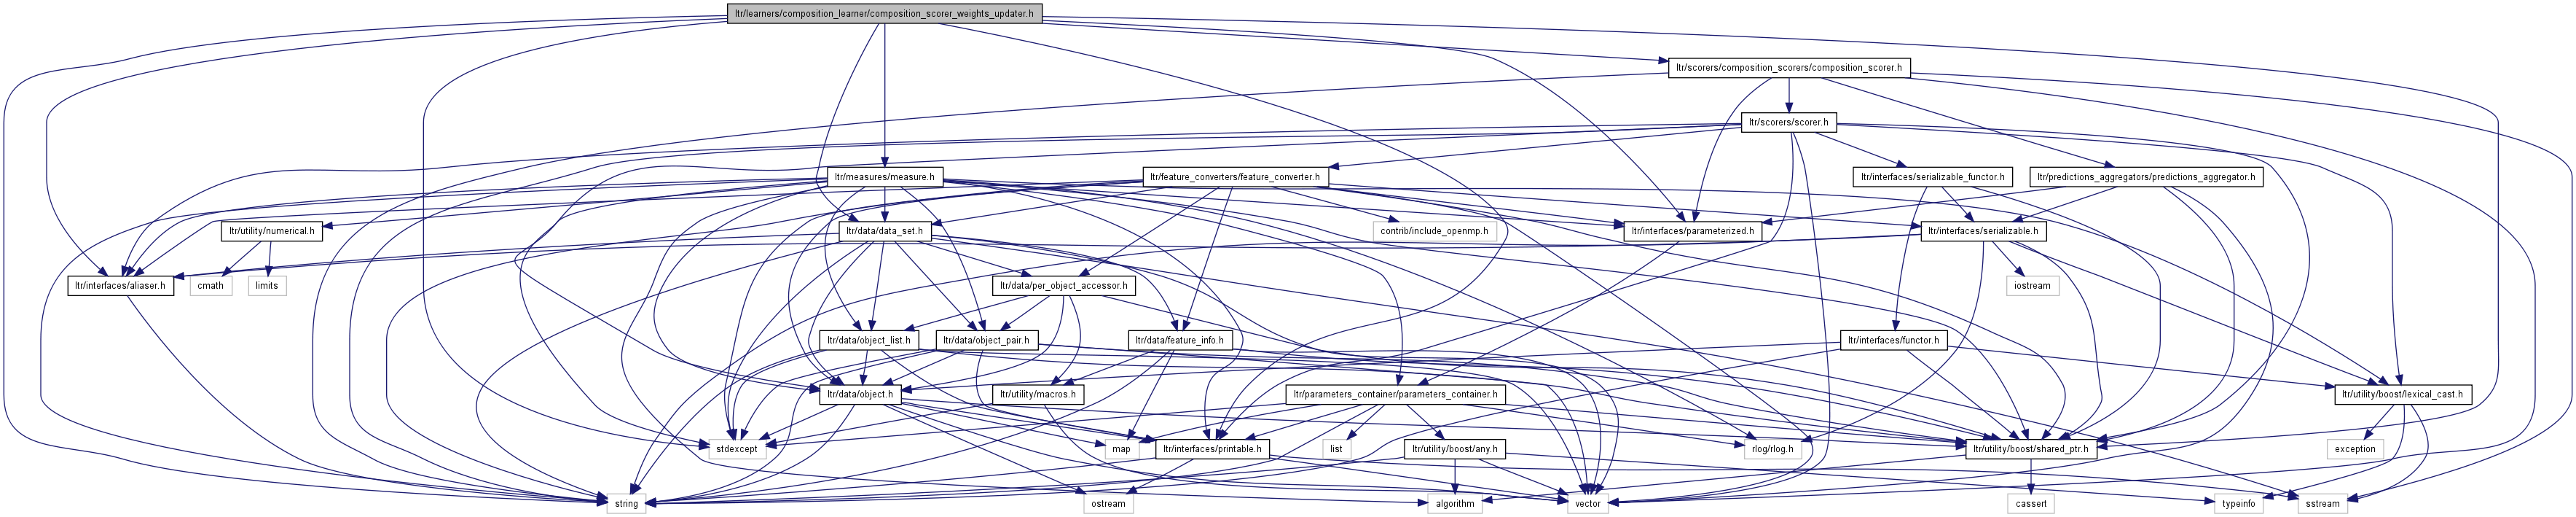 ltr/learners/composition_learner/composition_scorer_weights_updater.h
ltr/scorers/composition_scorers/composition_scorer.h
ltr/scorers/scorer.h
ltr/measures/measure.h
ltr/feature_converters/feature_converter.h
ltr/interfaces/serializable_functor.h
ltr/predictions_aggregators/predictions_aggregator.h
ltr/utility/numerical.h
ltr/data/data_set.h
contrib/include_openmp.h
ltr/interfaces/parameterized.h
ltr/interfaces/serializable.h
ltr/interfaces/aliaser.h
cmath
limits
ltr/data/per_object_accessor.h
iostream
ltr/data/object_list.h
ltr/data/object_pair.h
ltr/data/feature_info.h
ltr/interfaces/functor.h
ltr/data/object.h
ltr/utility/macros.h
ltr/parameters_container/parameters_container.h
ltr/utility/boost/lexical_cast.h
stdexcept
map
ltr/interfaces/printable.h
list
ltr/utility/boost/any.h
rlog/rlog.h
ltr/utility/boost/shared_ptr.h
exception
string
ostream
algorithm
vector
cassert
typeinfo
sstream